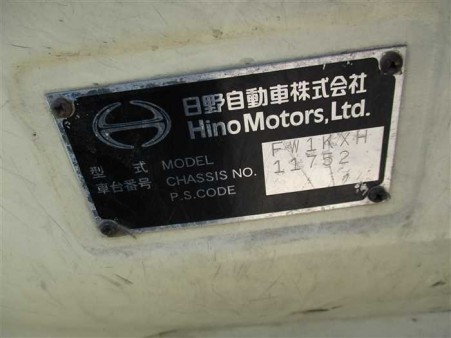 日野自動車株式会社
Hino Motors, Ltd.
型 式 MODEL FW1KXH
車台番号 CHASSIS NO. 11752
P.S.CODE